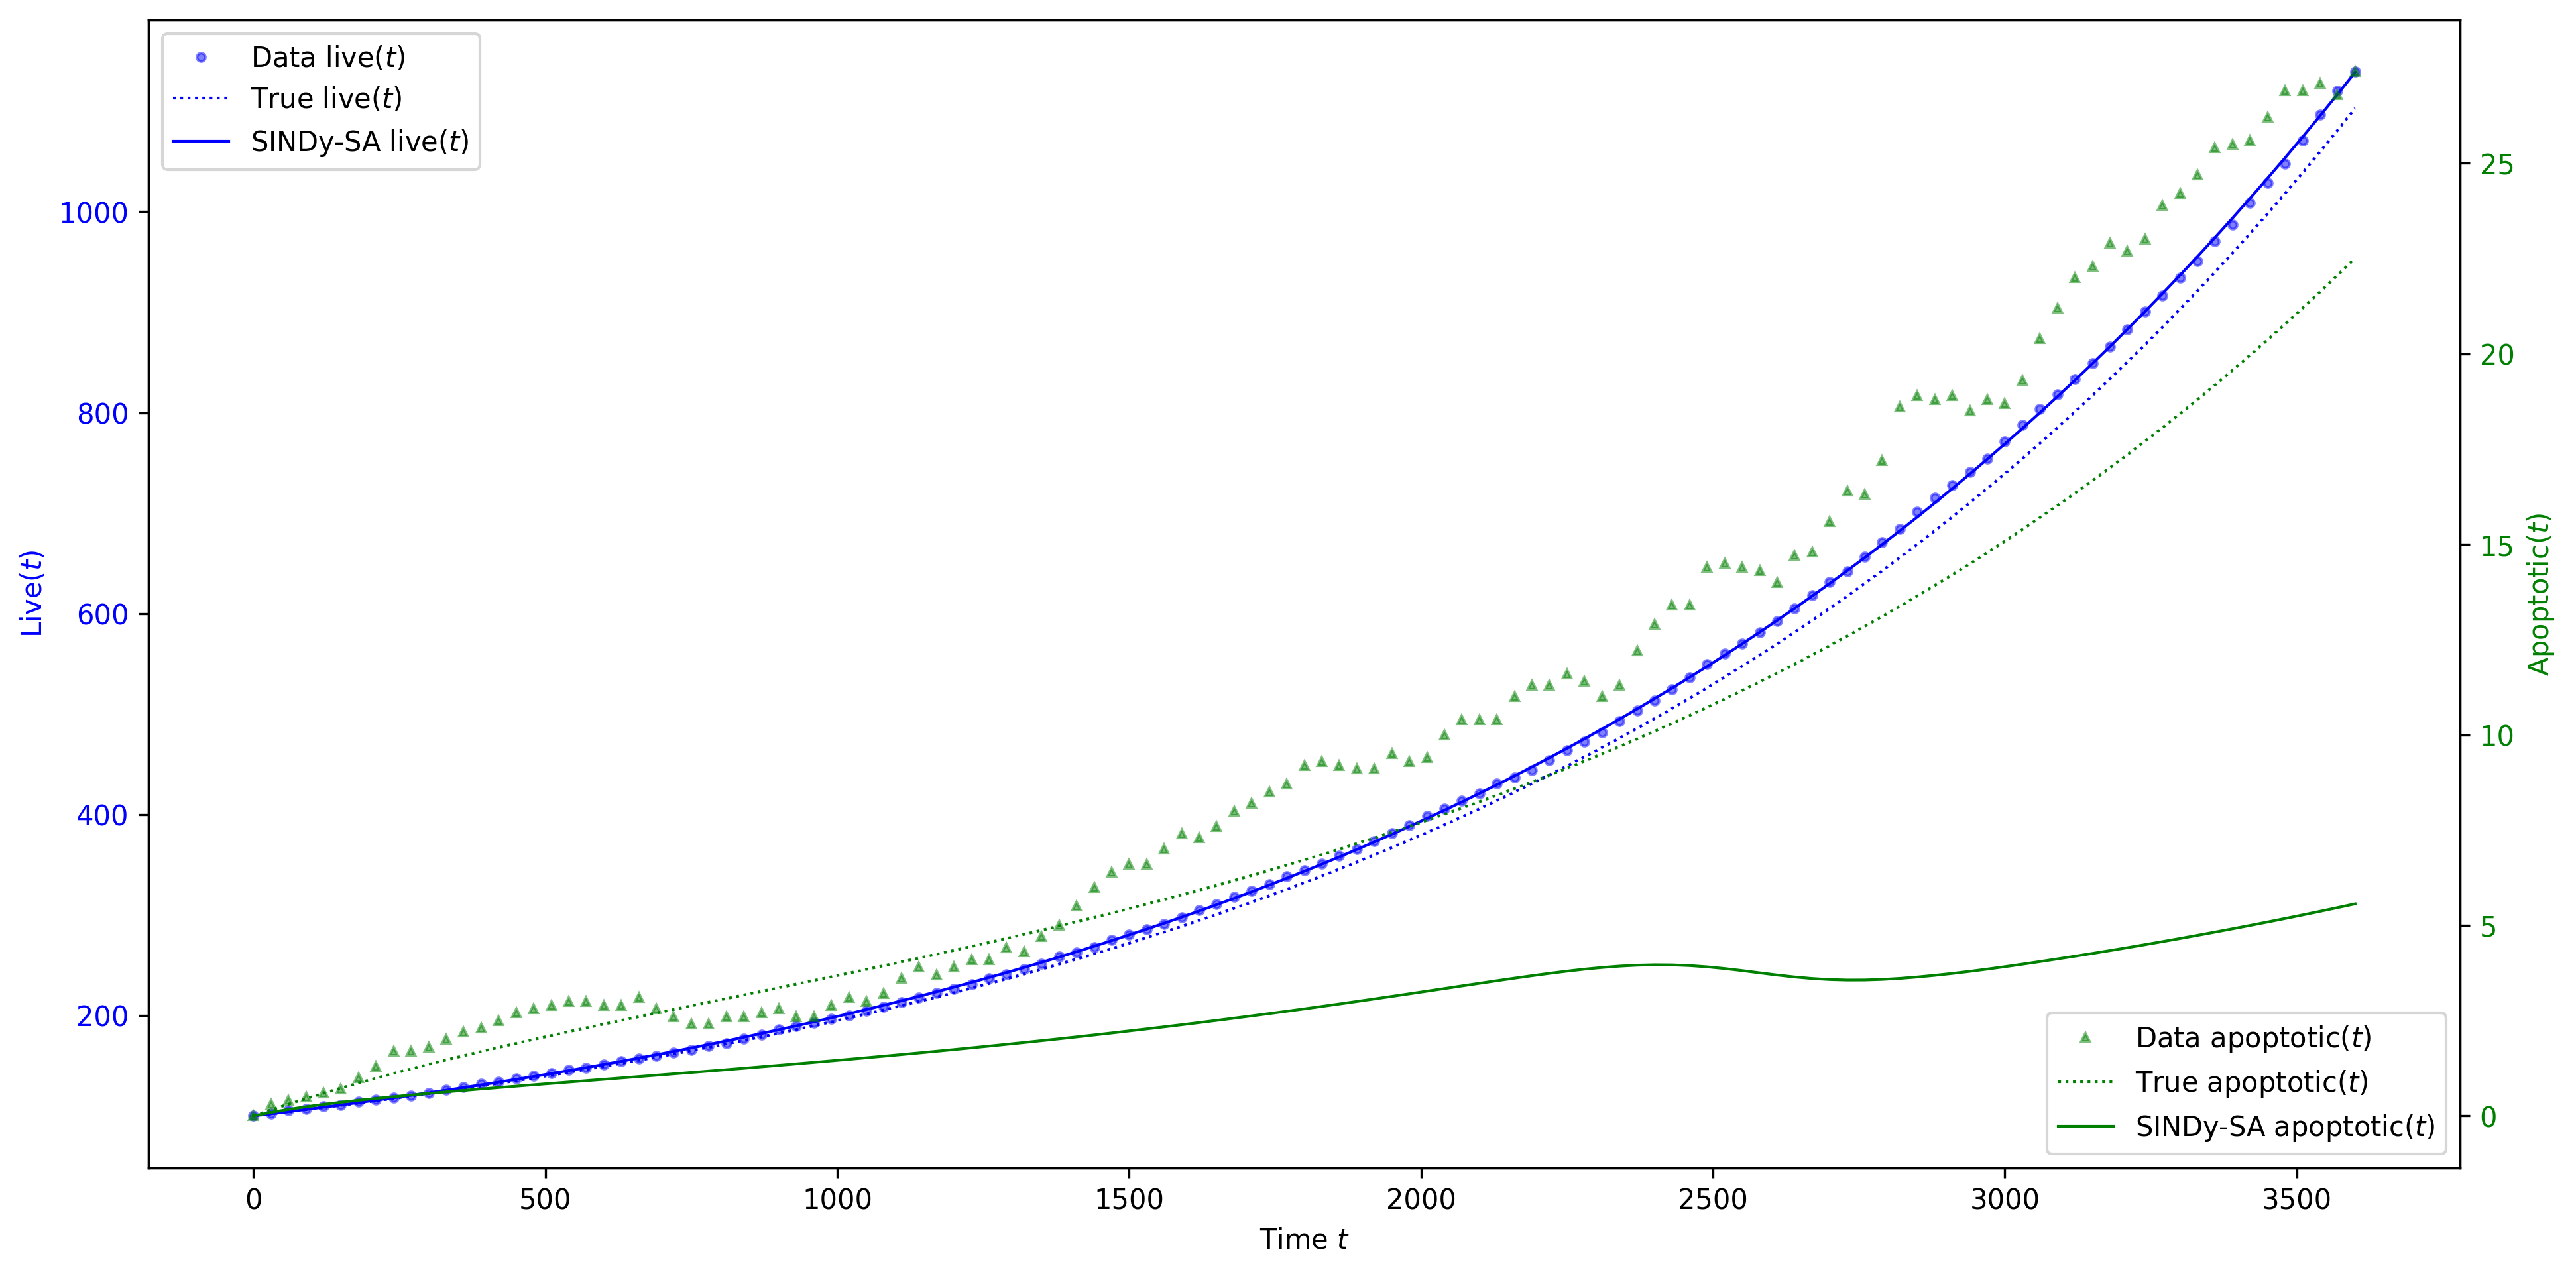 Data live(t)
True live(t)
SINDy-SA live(t)
1000
800
600
400
200
Live(t)
25
20
15
10
5
0
Apoptotic(t)
Data apoptotic(t)
True apoptotic(t)
SINDy-SA apoptotic(t)
0 500 1000 1500 2000 2500 3000 3500
Time t